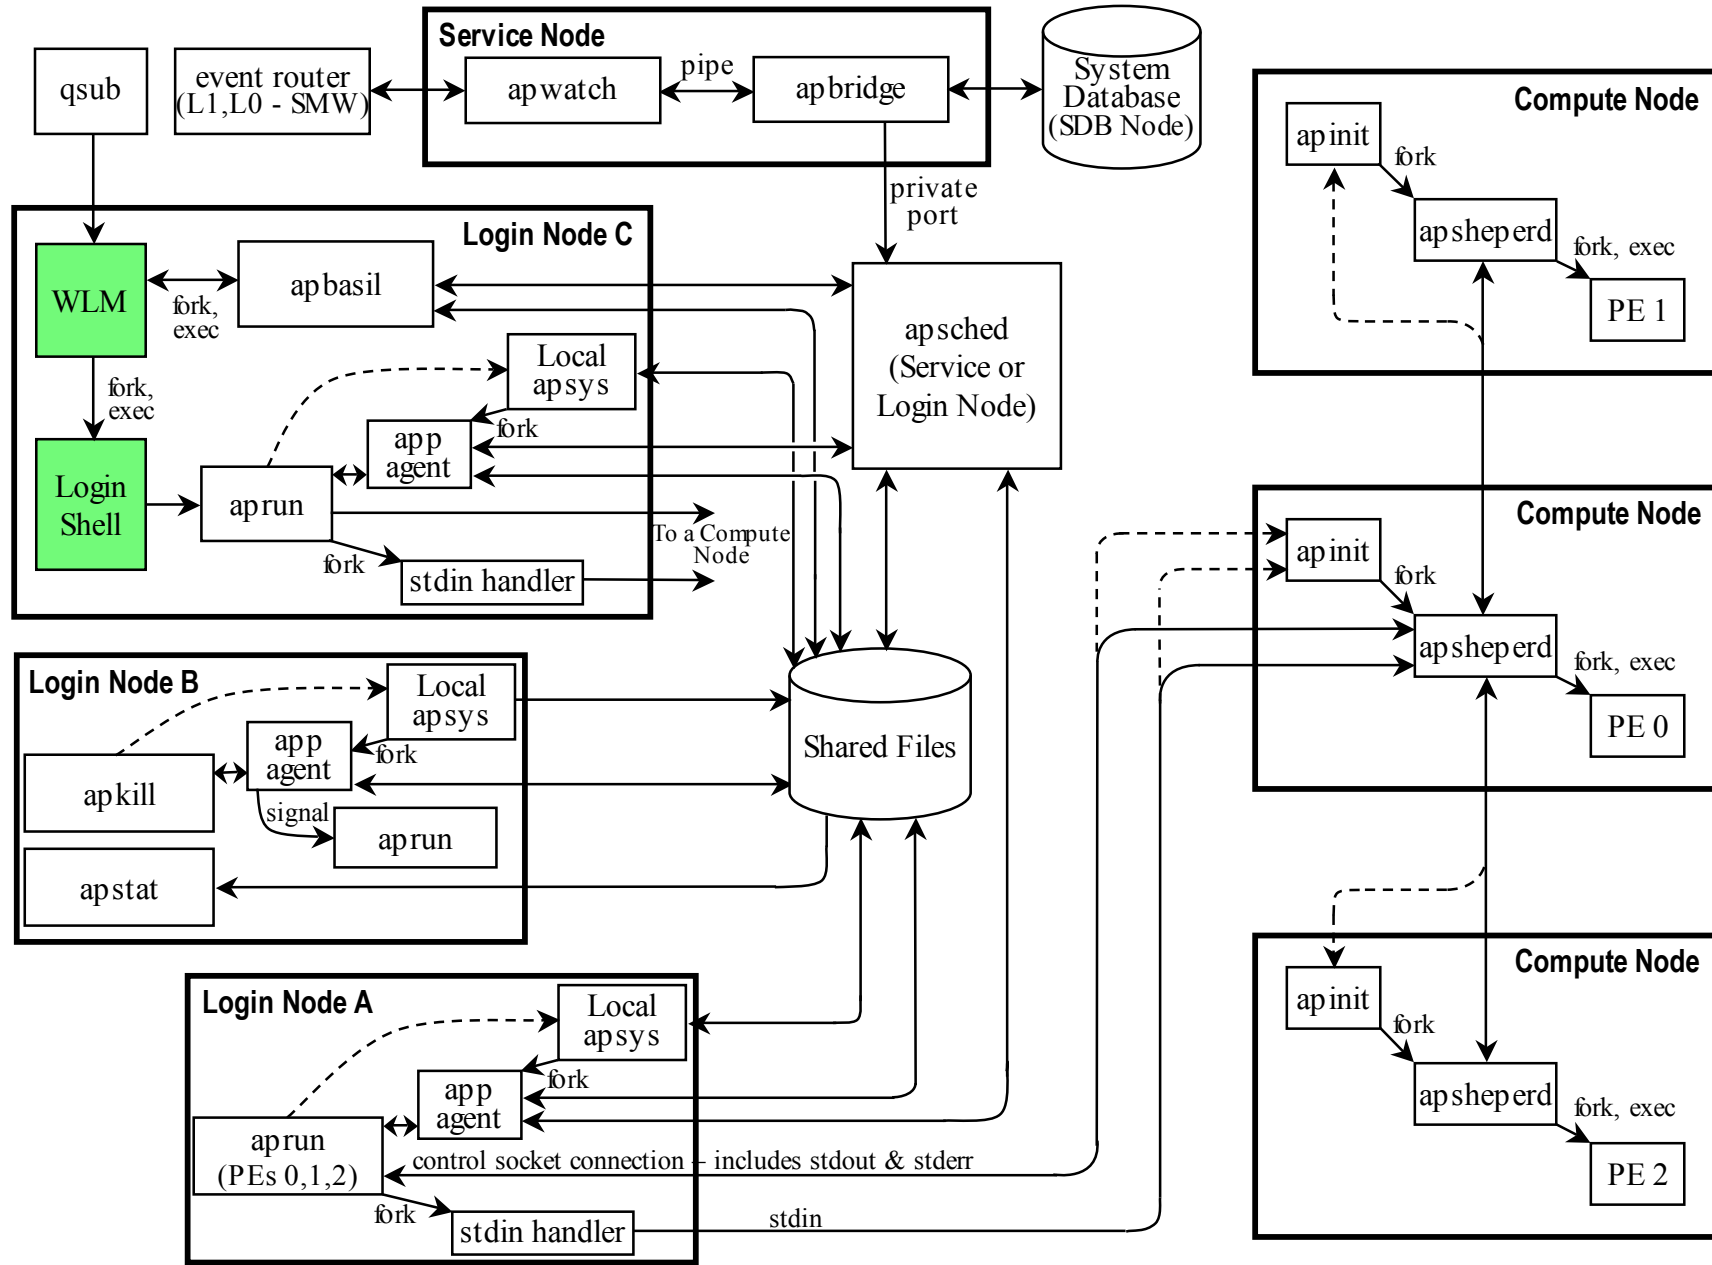 Service Node
qsub
event router
(L1,L0 - SMW)
apwatch
pipe
apbridge
System
Database
(SDB Node)
private
port
Login Node C
WLM
fork,
exec
apbasil
fork,
exec
Login
Shell
aprun
Local
apsys
fork
app
agent
fork
stdin handler
To a Compute
Node
apsched
(Service or
Login Node)
Login Node B
Local
apsys
fork
app
agent
apkill
signal
aprun
apstat
Shared Files
Login Node A
Local
apsys
fork
app
agent
aprun
(PEs 0,1,2)
control socket connection – includes stdout & stderr
fork
stdin handler
stdin
Compute Node
apinit
fork
apsheperd
fork, exec
PE 1
Compute Node
apinit
fork
apsheperd
fork, exec
PE 0
Compute Node
apinit
fork
apsheperd
fork, exec
PE 2